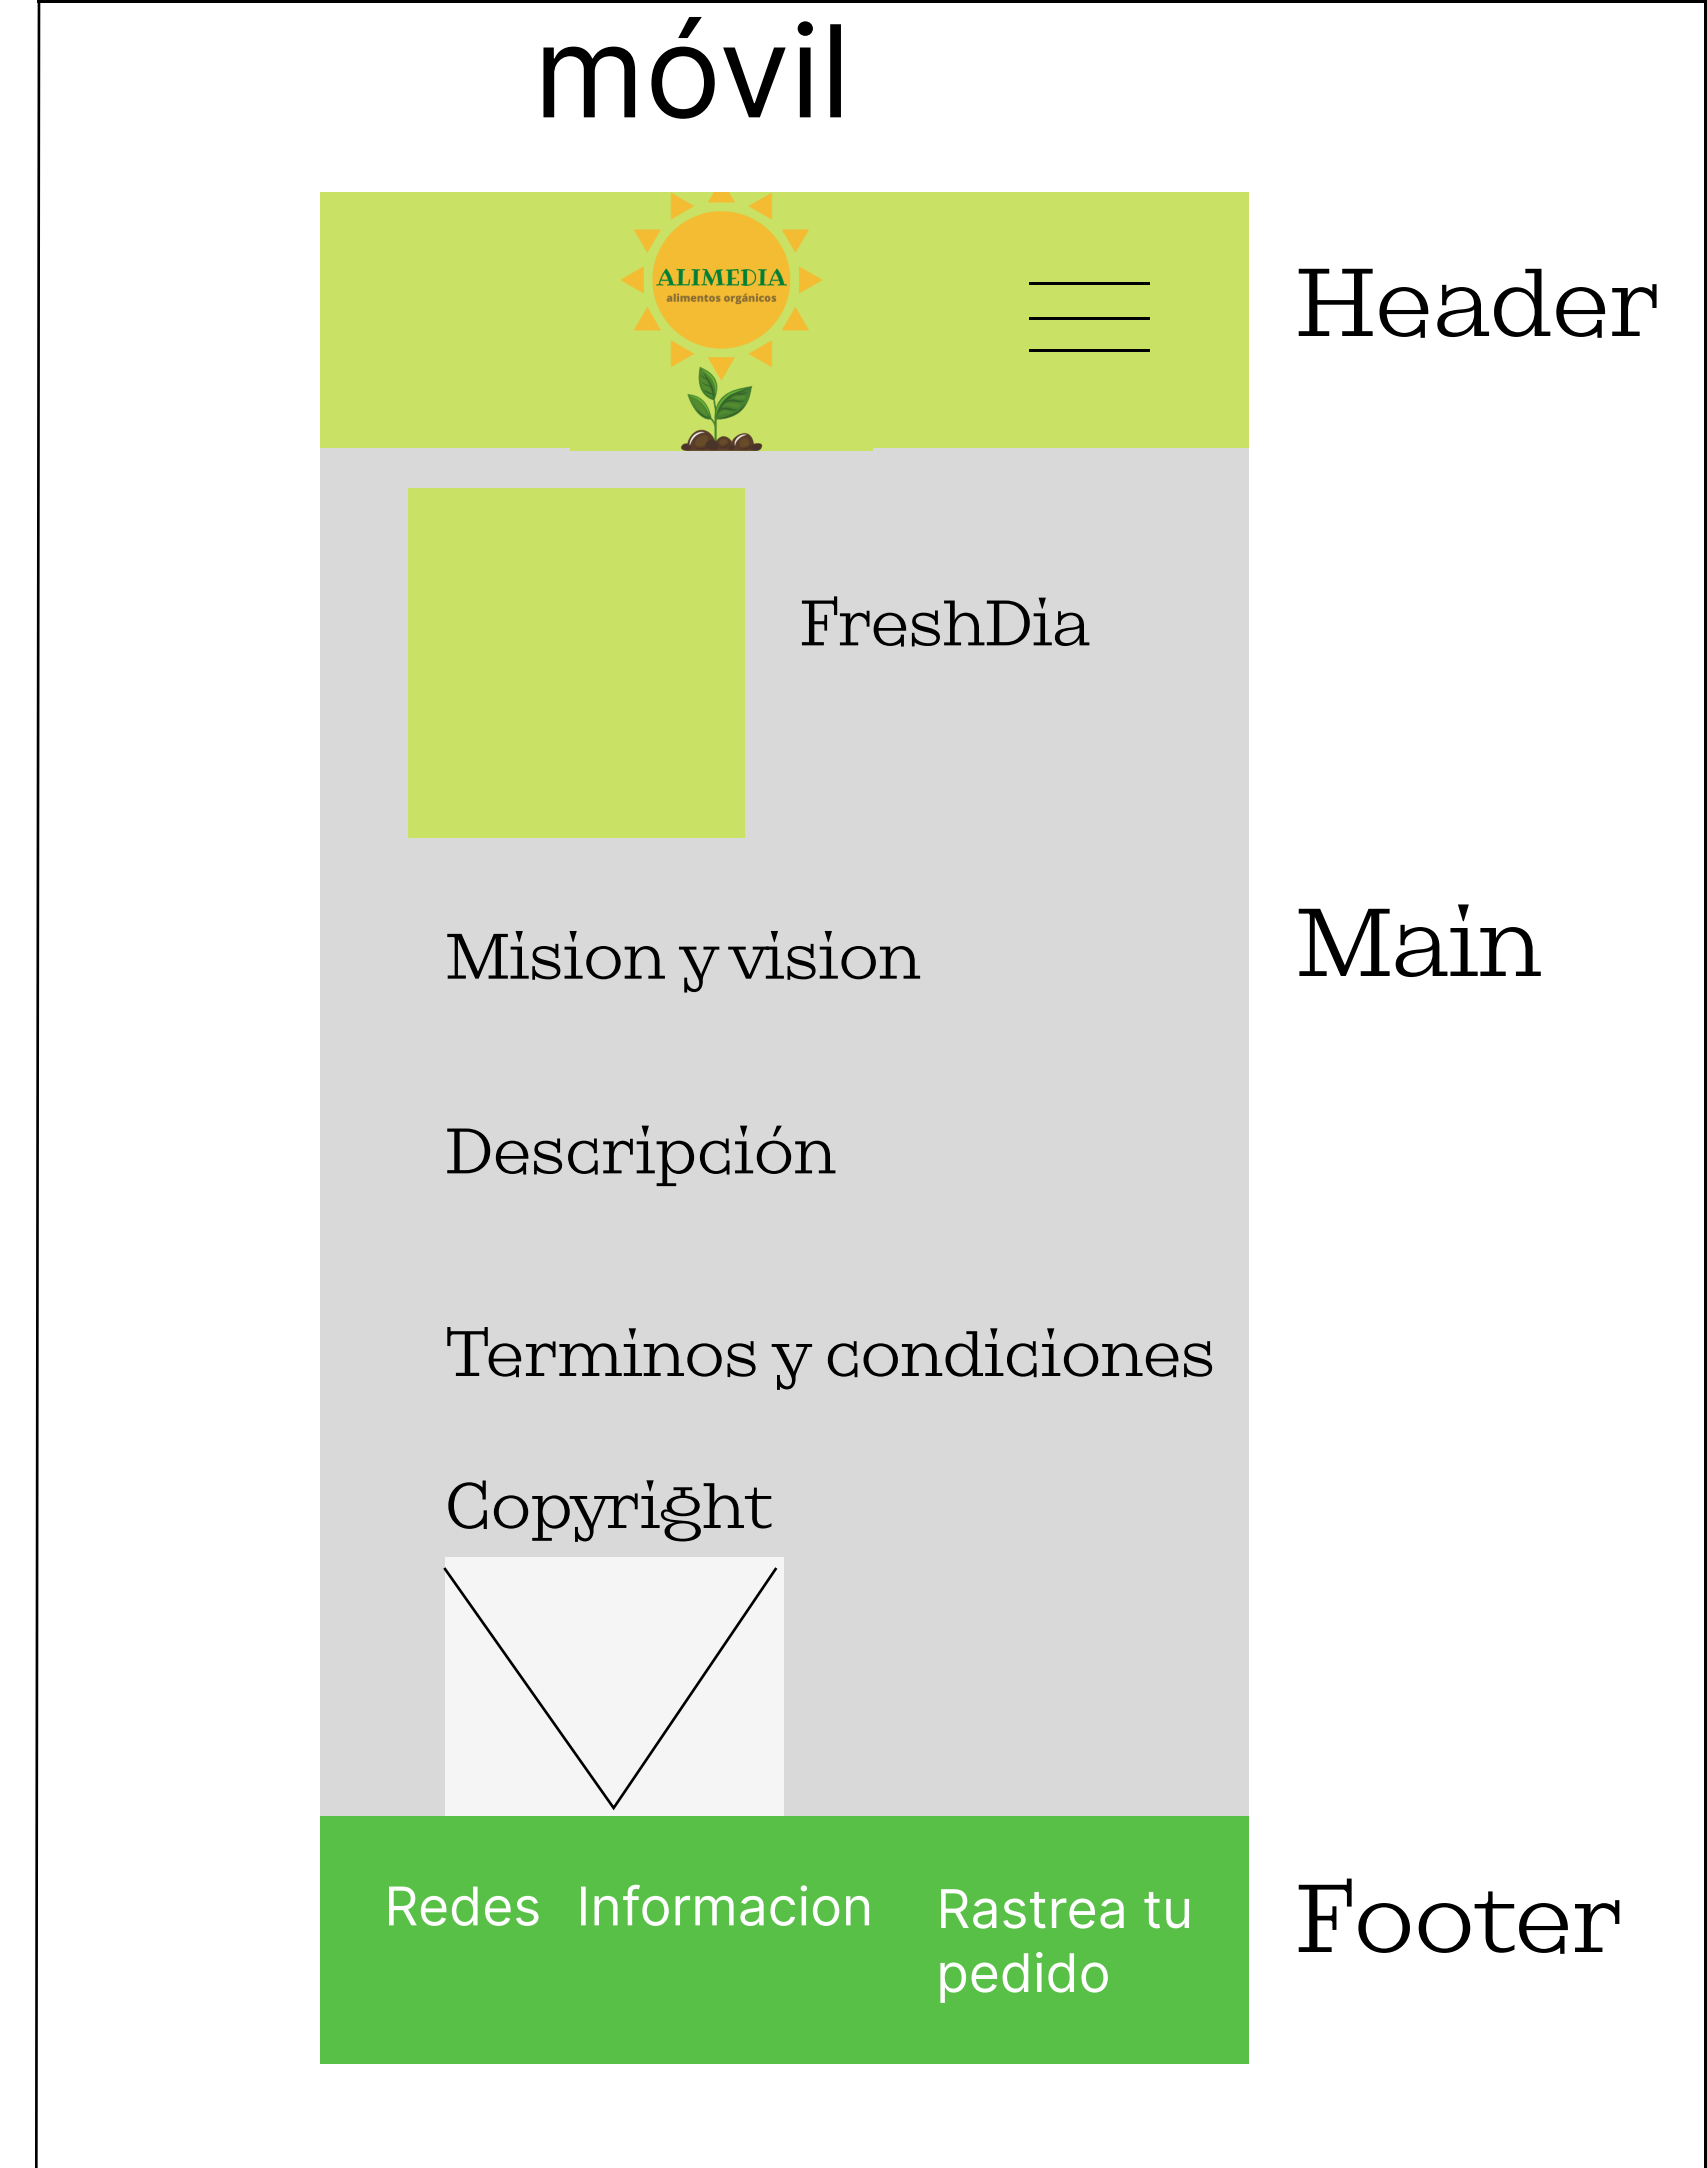 móvil
ALIMEDIA
alimentos orgánicos
Header
FreshDia
Mision y vision
Main
Descripción
Terminos y condiciones
Copyright
Redes Informacion Rastrea tu
pedido
Footer